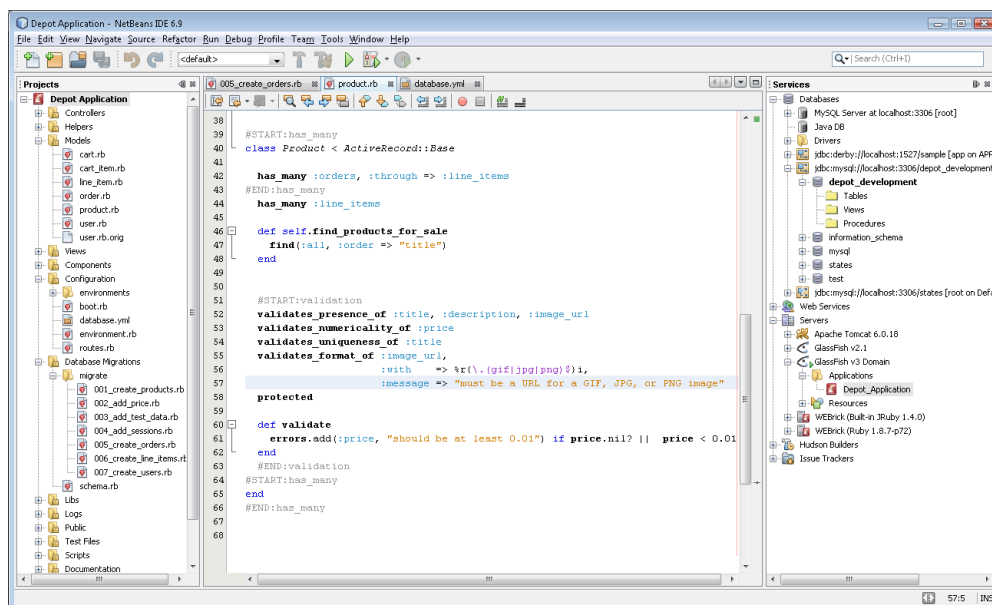 Depot Application - NetBeans IDE 6.9
File Edit View Navigate Source Refactor Run Debug Profile Team Tools Window Help
<default>
Search (Ctrl+I)
Projects
Depot Application
Controllers
Helpers
Models
cart.rb
cart_item.rb
line_item.rb
order.rb
product.rb
user.rb
user.rb.orig
Views
Components
Configuration
environments
boot.rb
database.yml
environment.rb
routes.rb
Database Migrations
migrate
001_create_products.rb
002_add_price.rb
003_add_test_data.rb
004_add_sessions.rb
005_create_orders.rb
006_create_line_items.rb
007_create_users.rb
schema.rb
Libs
Logs
Public
Test Files
Scripts
Documentation
005_create_orders.rb product.rb database.yml
38
39 #START:has_many
40 class Product < ActiveRecord::Base
41
42 has_many :orders, :through => :line_items
43 #END:has_many
44 has_many :line_items
45
46 def self.find_products_for_sale
47 find(:all, :order => "title")
48 end
49
50
51 #START:validation
52 validates_presence_of :title, :description, :image_url
53 validates_numericality_of :price
54 validates_uniqueness_of :title
55 validates_format_of :image_url,
56 :with => %r{\.(gif|jpg|png)$}i,
57 :message => "must be a URL for a GIF, JPG, or PNG image"
58 protected
59
60 def validate
61 errors.add(:price, "should be at least 0.01") if price.nil? || price < 0.01
62 end
63 #END:validation
64 #START:has_many
65 end
66 #END:has_many
67
68
Services
Databases
MySQL Server at localhost:3306 [root]
Java DB
Drivers
jdbc:derby://localhost:1527/sample [app on APP
jdbc:mysql://localhost:3306/depot_development
depot_development
Tables
Views
Procedures
information_schema
mysql
states
test
jdbc:mysql://localhost:3306/states [root on Defa
Web Services
Servers
Apache Tomcat 6.0.18
GlassFish v2.1
GlassFish v3 Domain
Applications
Depot_Application
Resources
WEBrick (Built-in JRuby 1.4.0)
WEBrick (Ruby 1.8.7-p72)
Hudson Builders
Issue Trackers
57:5 INS